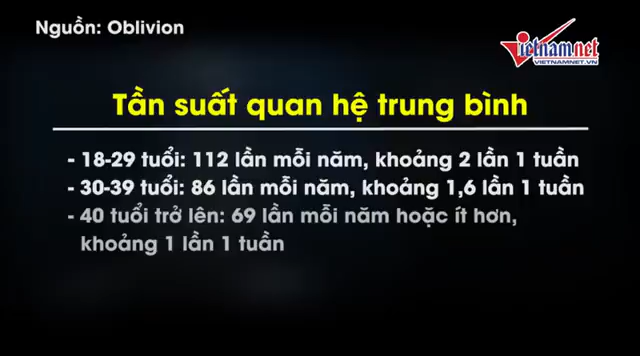 Nguồn: Oblivion
vietnamnet
VIETNAMNET.VN
Tần suất quan hệ trung bình
- 18-29 tuổi: 112 lần mỗi năm, khoảng 2 lần 1 tuần
- 30-39 tuổi: 86 lần mỗi năm, khoảng 1,6 lần 1 tuần
- 40 tuổi trở lên: 69 lần mỗi năm hoặc ít hơn,
khoảng 1 lần 1 tuần